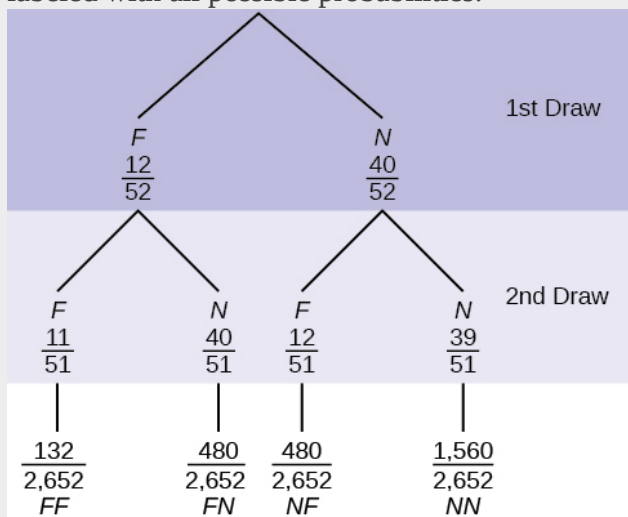 labeled with all possible probabilities.
1st Draw
F N
12/52 40/52
2nd Draw
F N F N
11/51 40/51 12/51 39/51
132/2,652 480/2,652 480/2,652 1,560/2,652
FF FN NF NN